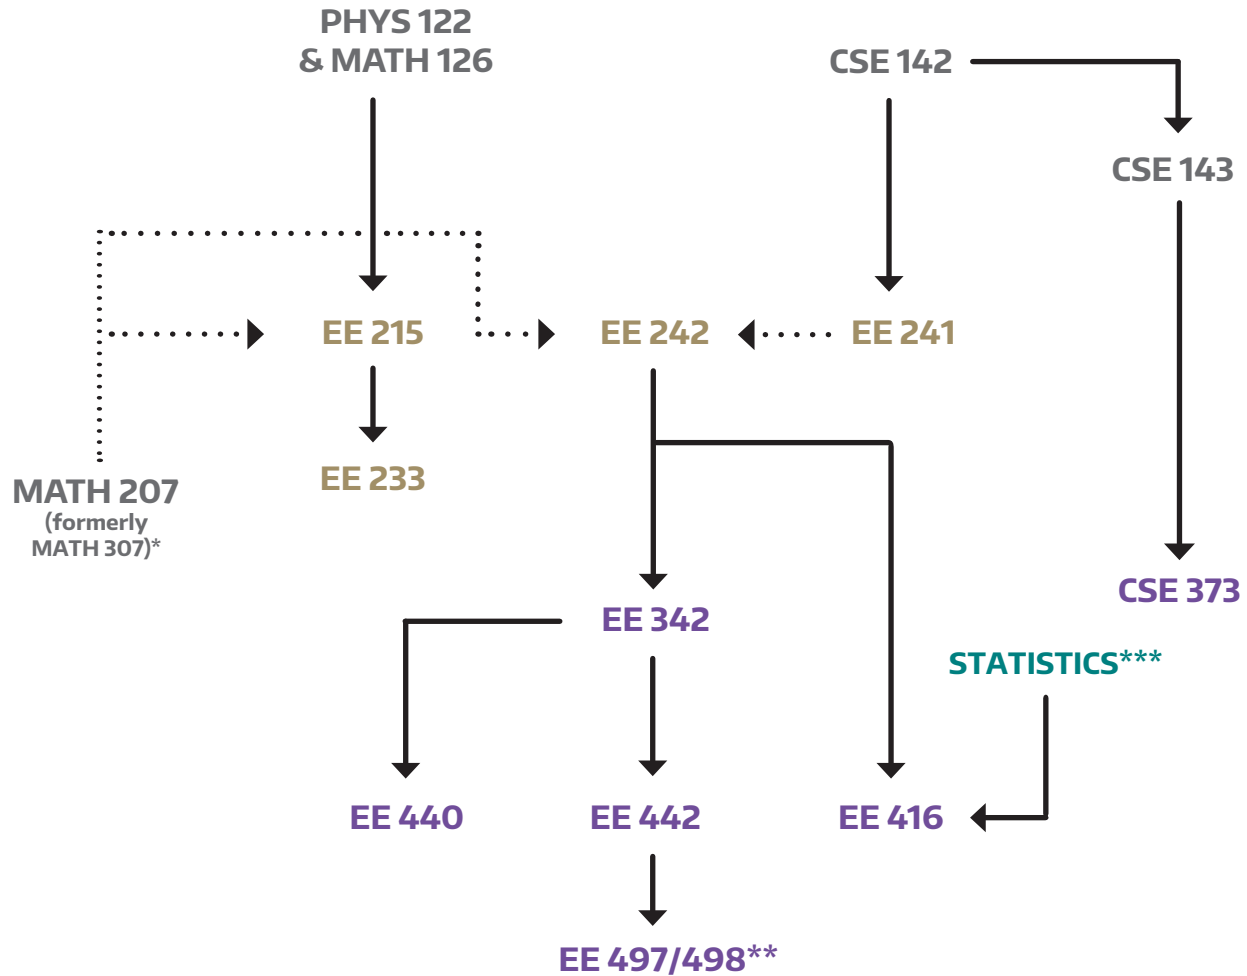 PHYS 122
& MATH 126
CSE 142
CSE 143
EE 215
EE 242
EE 241
EE 233
MATH 207
(formerly
MATH 307)*
CSE 373
EE 342
STATISTICS***
EE 440
EE 442
EE 416
EE 497/498**